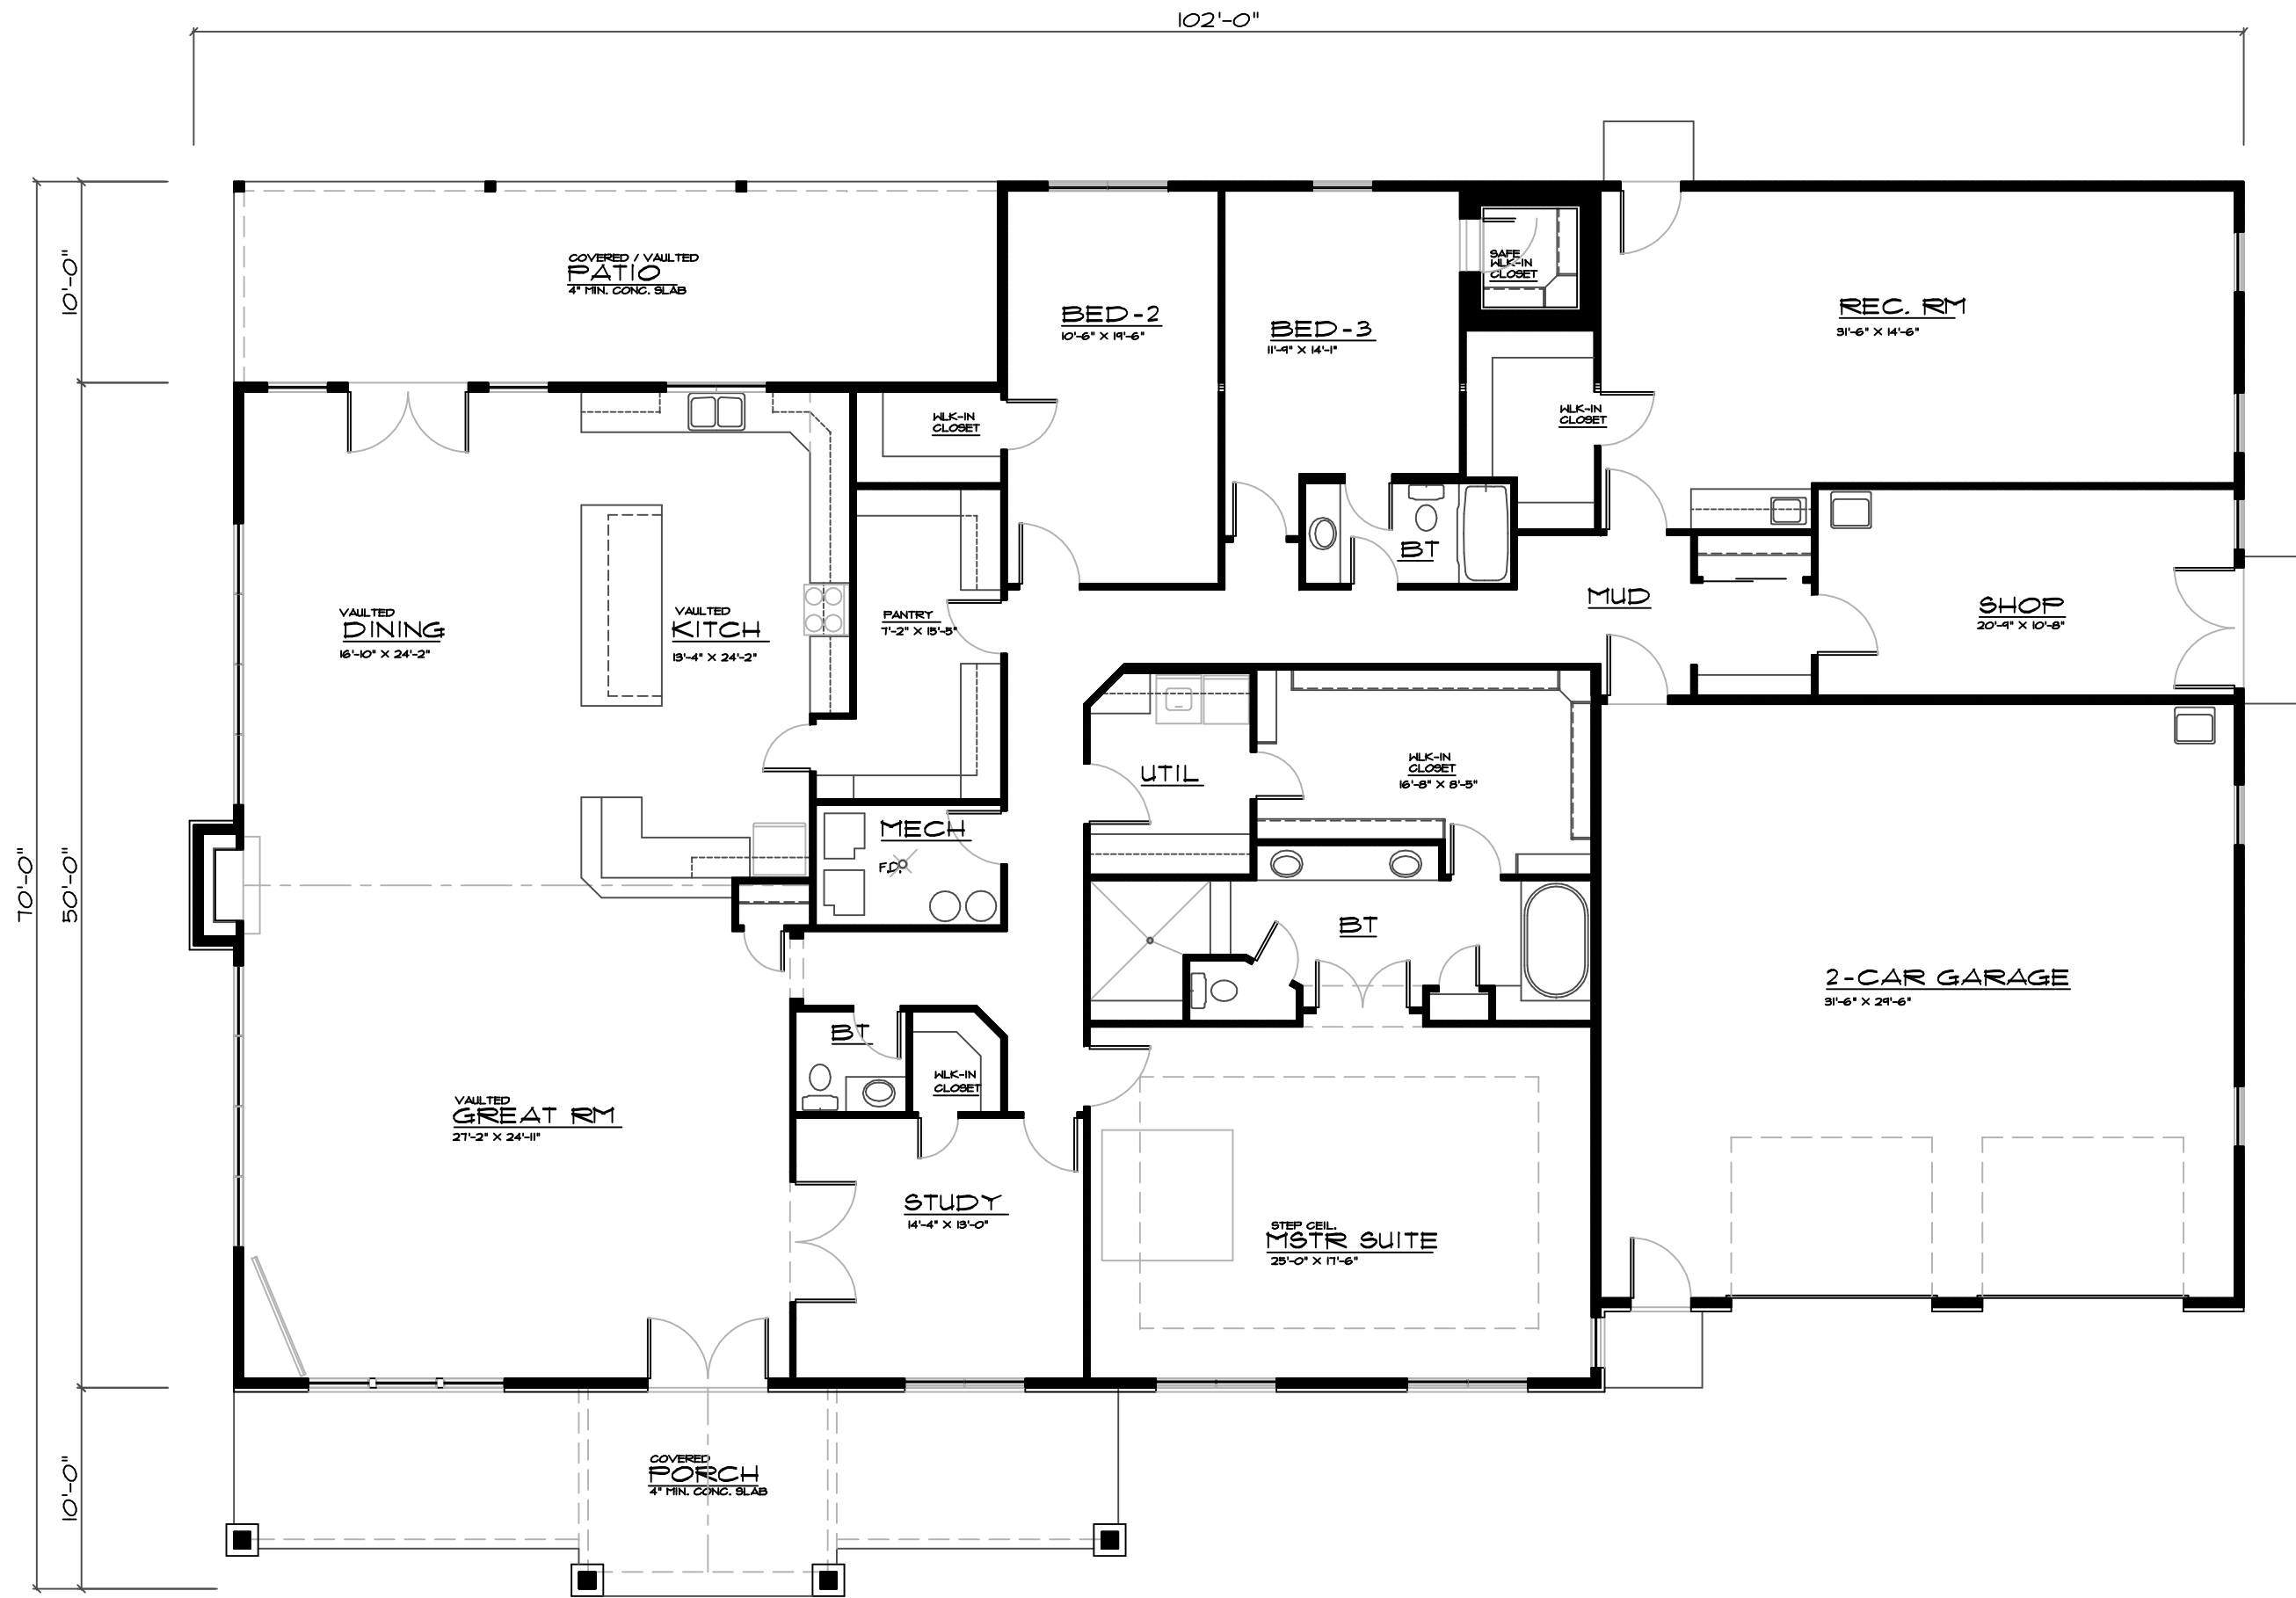 102'-0"
10'-0"
70'-0"
50'-0"
10'-0"
COVERED / VAULTED
PATIO
4" MIN. CONC. SLAB
BED-2
10'-6" X 19'-6"
BED-3
11'-9" X 14'-1"
SAFE
WLK-IN
CLOSET
REC. RM
31'-6" X 14'-6"
WLK-IN
CLOSET
WLK-IN
CLOSET
BT
VAULTED
DINING
16'-10" X 24'-2"
VAULTED
KITCH
13'-4" X 24'-2"
PANTRY
7'-2" X 15'-5"
MUD
SHOP
20'-9" X 10'-8"
UTIL
WLK-IN
CLOSET
16'-8" X 8'-5"
MECH
F.D.
BT
2-CAR GARAGE
31'-6" X 29'-6"
BT
WLK-IN
CLOSET
VAULTED
GREAT RM
27'-2" X 24'-11"
STUDY
14'-4" X 13'-0"
STEP CEIL.
MSTR SUITE
25'-0" X 17'-6"
COVERED
PORCH
4" MIN. CONC. SLAB